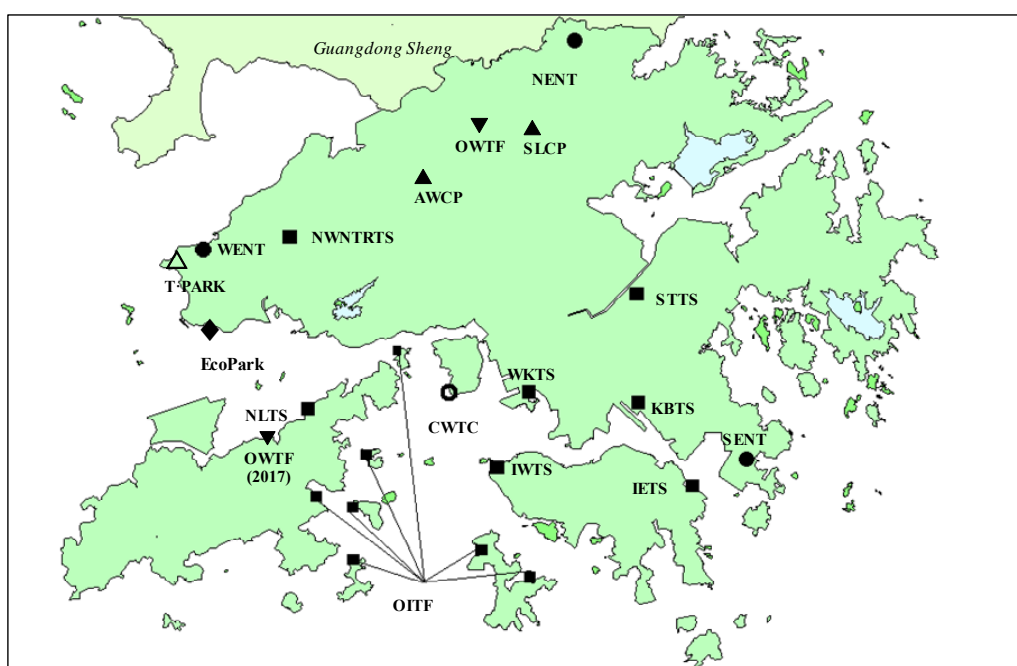 Guangdong Sheng
NENT
OWTF
SLCP
AWCP
NWNTRTS
WENT
T·PARK
STTS
EcoPark
WKTS
NLTS
CWTC
KBTS
SENT
OWTF
(2017)
IWTS
IETS
OITF